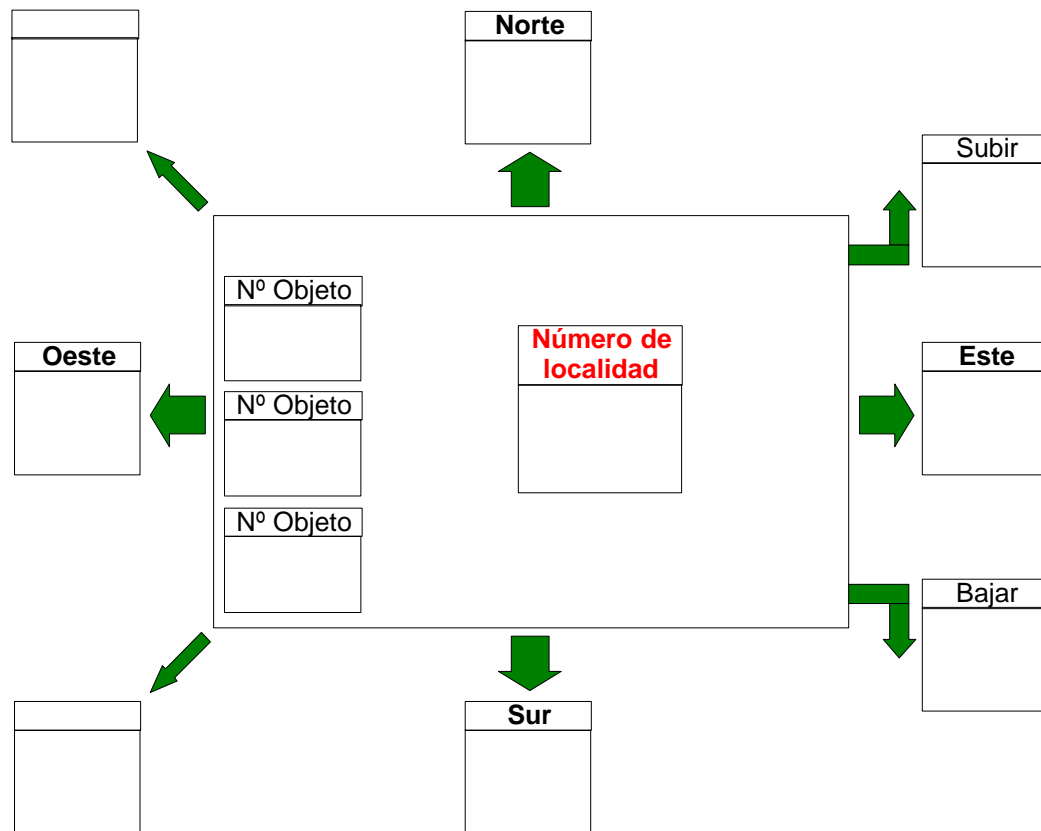 Norte
Subir
Nº Objeto
Número de
localidad
Oeste
Este
Nº Objeto
Nº Objeto
Bajar
Sur